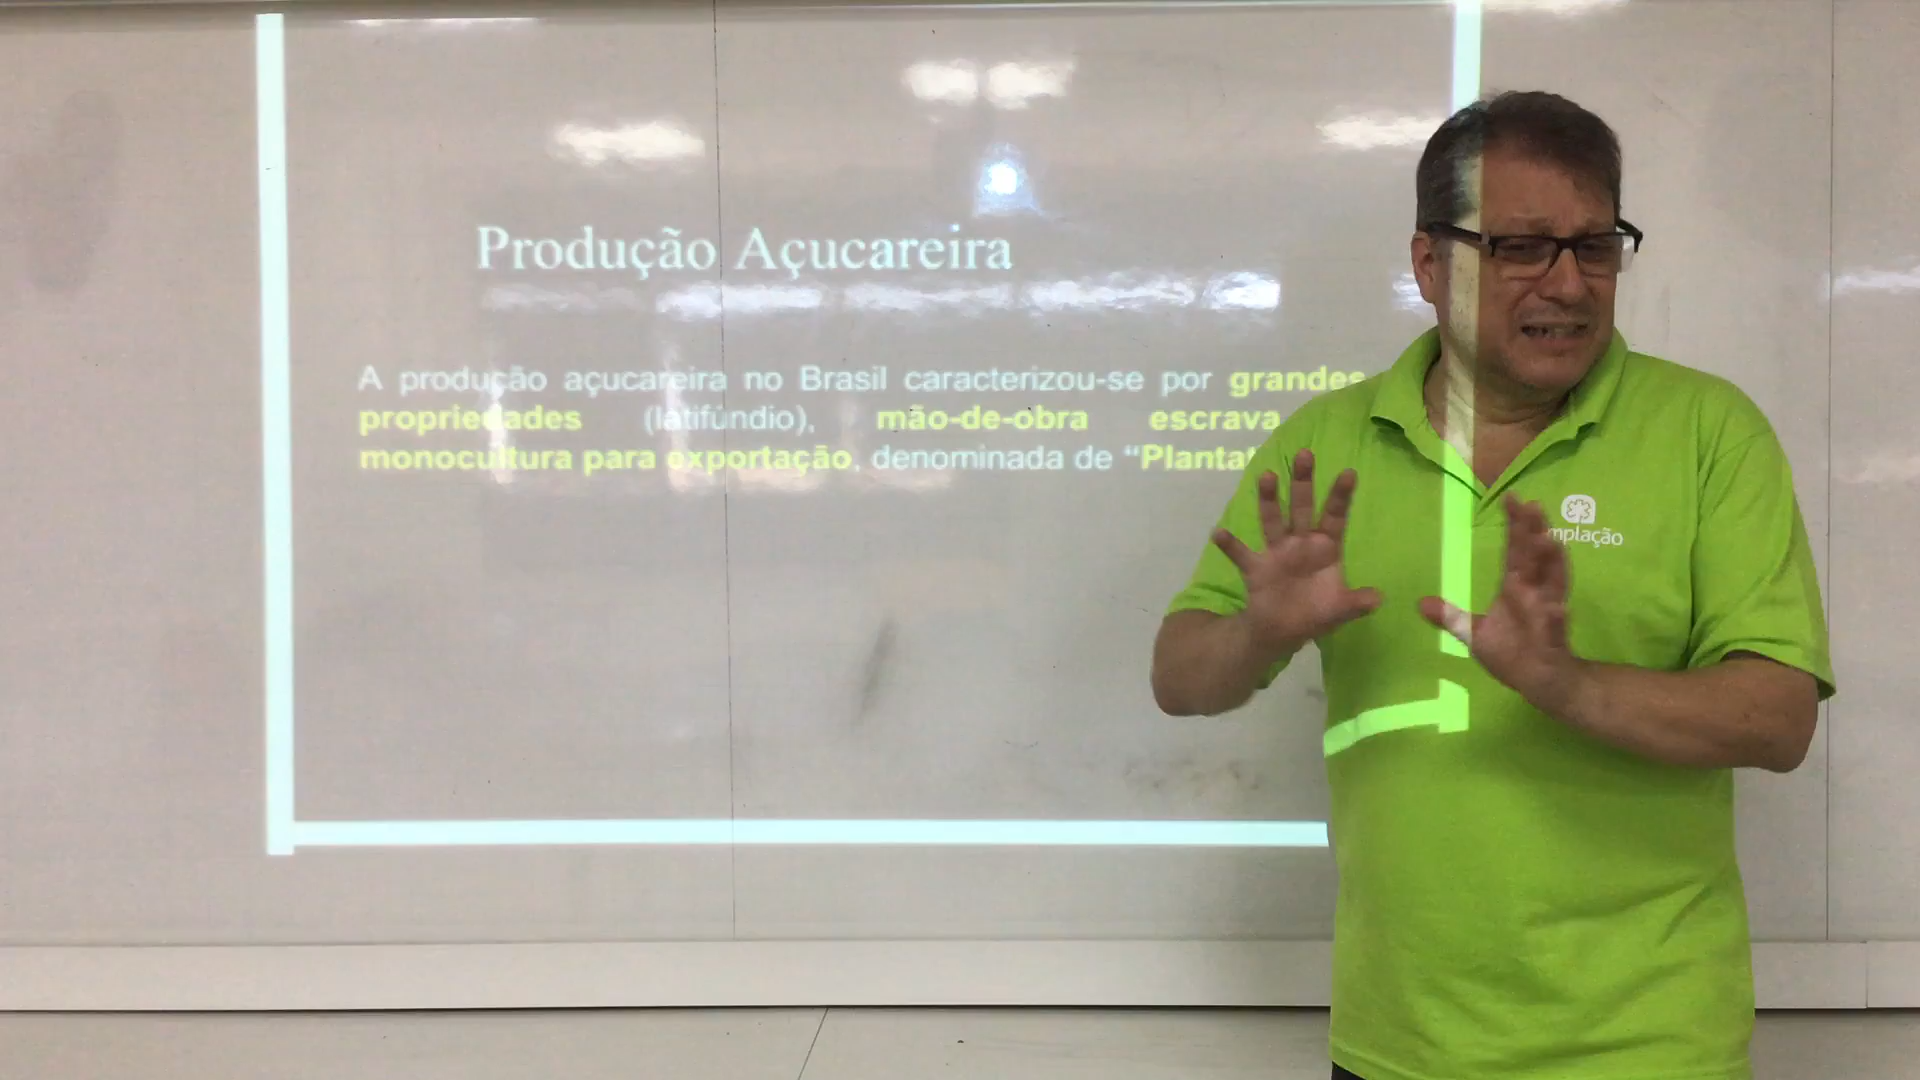 Produção Açucareira
A produção açucareira no Brasil caracterizou-se por grandes
propriedades (latifúndio), mão-de-obra escrava
monocultura para exportação, denominada de “Plantat
mplação